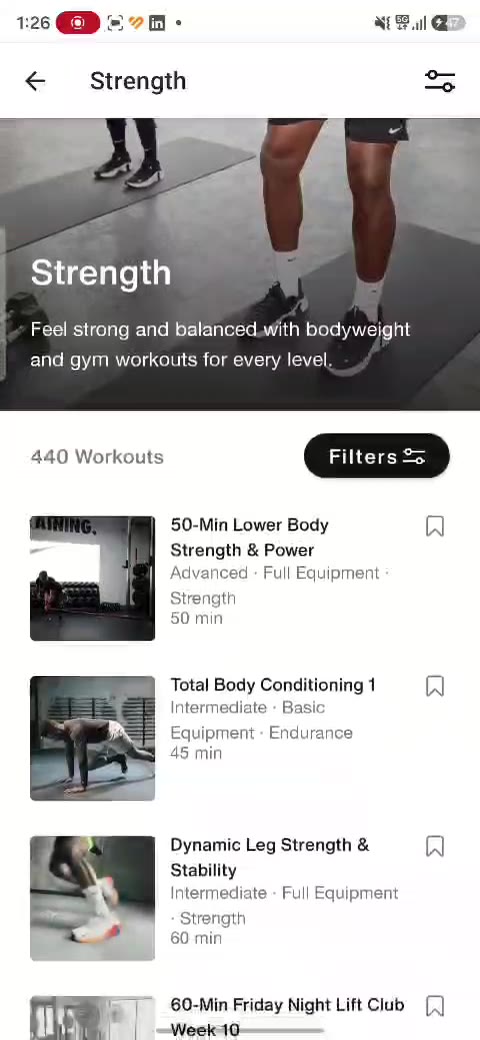 1:26
5G
47
Strength
Strength
Feel strong and balanced with bodyweight
and gym workouts for every level.
440 Workouts
Filters
AINING.
50-Min Lower Body
Strength & Power
Advanced · Full Equipment ·
Strength
50 min
Total Body Conditioning 1
Intermediate · Basic
Equipment · Endurance
45 min
Dynamic Leg Strength &
Stability
Intermediate · Full Equipment
· Strength
60 min
60-Min Friday Night Lift Club
Week 10